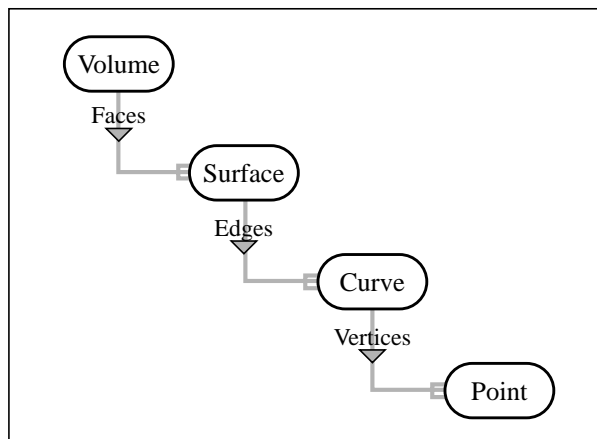 Volume
Faces
Surface
Edges
Curve
Vertices
Point